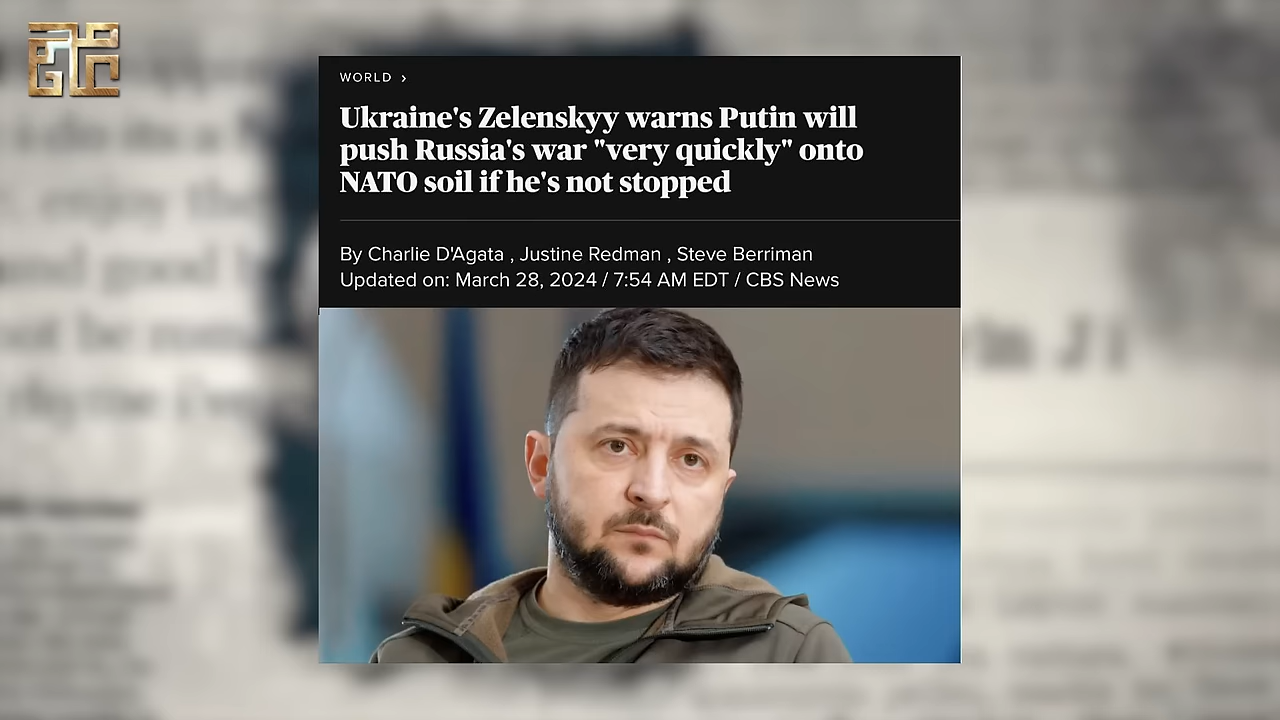 WORLD >
Ukraine's Zelenskyy warns Putin will
push Russia's war "very quickly" onto
NATO soil if he's not stopped
By Charlie D'Agata , Justine Redman , Steve Berriman
Updated on: March 28, 2024 / 7:54 AM EDT / CBS News